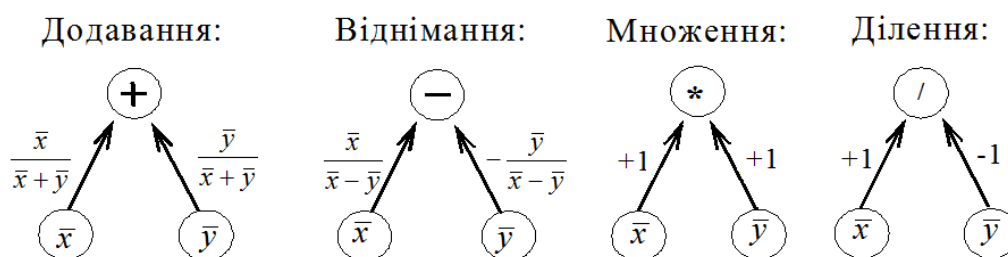 Додавання: Віднімання: Множення: Ділення:
+ − * /
x̄/(x̄+ȳ) ȳ/(x̄+ȳ) x̄/(x̄−ȳ) −ȳ/(x̄−ȳ) +1 +1 +1 -1
x̄ ȳ x̄ ȳ x̄ ȳ x̄ ȳ